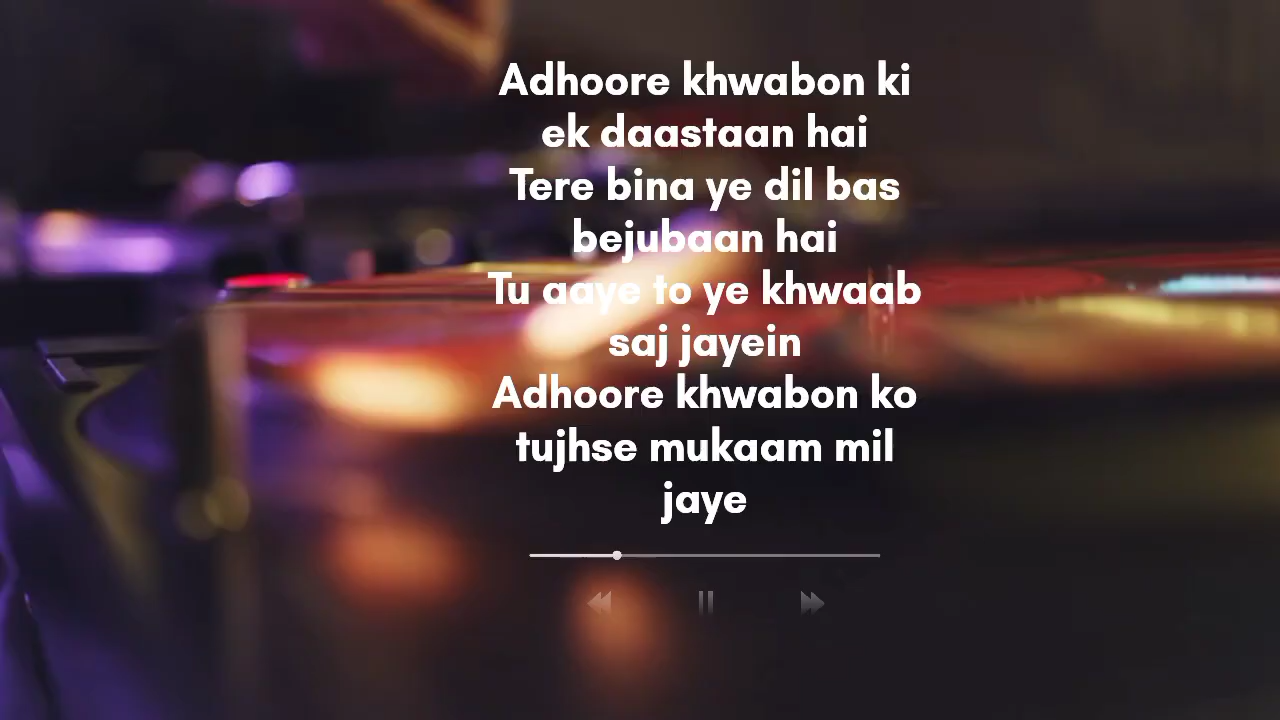 Adhoore khwabon ki
ek daastaan hai
Tere bina ye dil bas
bejubaan hai
Tu aaye to ye khwaab
saj jayein
Adhoore khwabon ko
tujhse mukaam mil
jaye